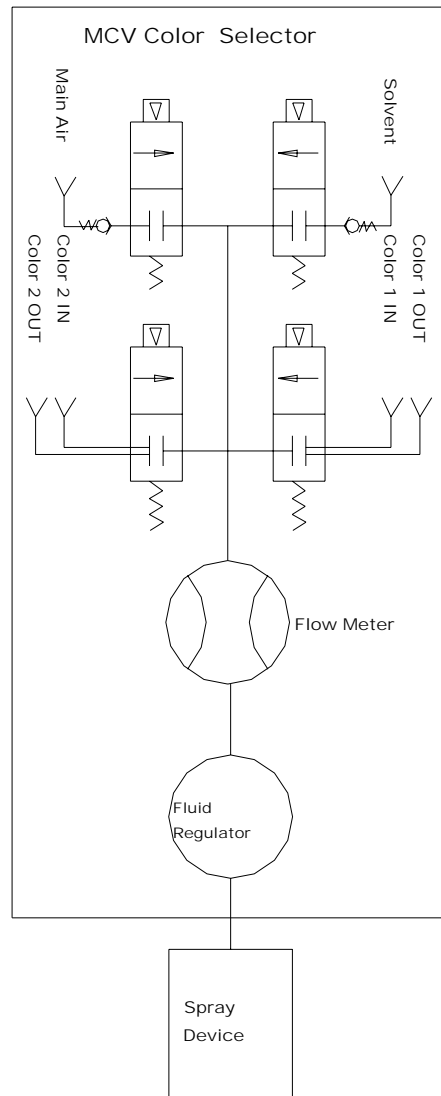 MCV Color Selector
Main Air
Solvent
Color 2 OUT
Color 2 IN
Color 1 IN
Color 1 OUT
Flow Meter
Fluid
Regulator
Spray
Device